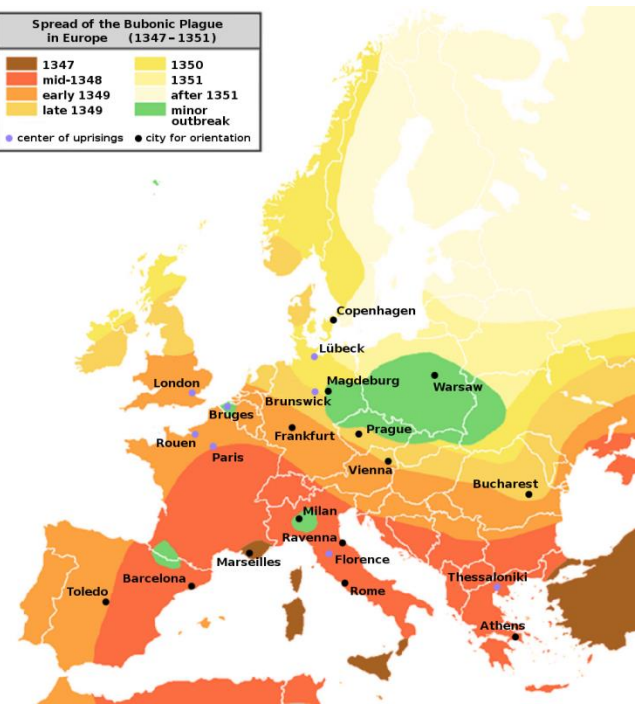 Spread of the Bubonic Plague
in Europe (1347–1351)
1347
mid-1348
early 1349
late 1349
1350
1351
after 1351
minor
outbreak
center of uprisings
city for orientation
Copenhagen
Lübeck
London
Magdeburg
Warsaw
Brunswick
Bruges
Prague
Frankfurt
Rouen
Paris
Vienna
Bucharest
Milan
Ravenna
Florence
Marseilles
Barcelona
Toledo
Rome
Thessaloniki
Athens